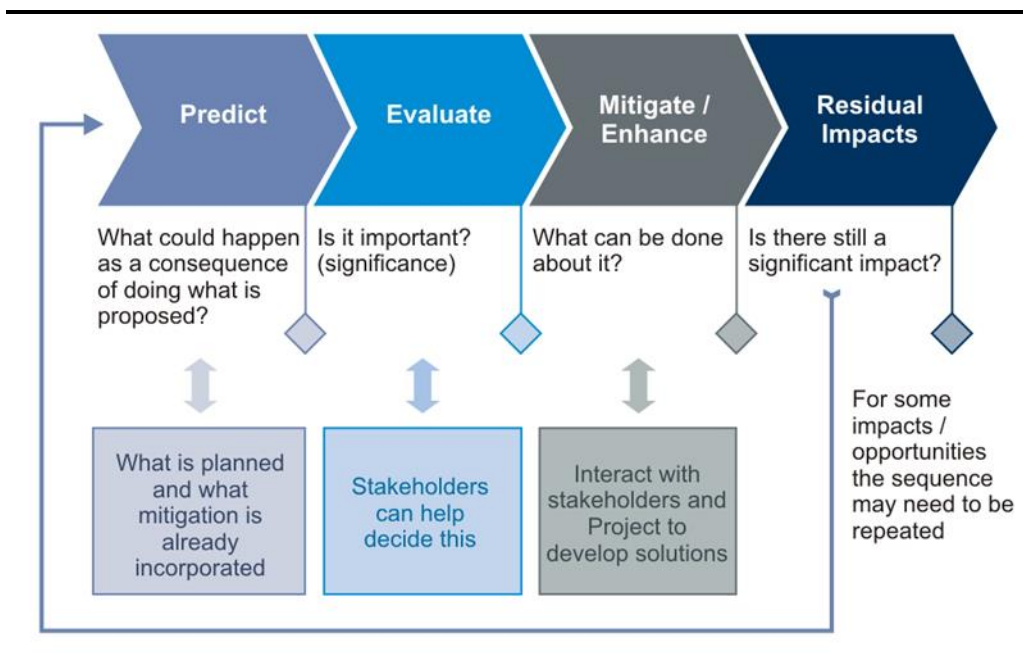 Predict
Evaluate
Mitigate /
Enhance
Residual
Impacts
What could happen
as a consequence
of doing what is
proposed?
Is it important?
(significance)
What can be done
about it?
Is there still a
significant impact?
What is planned
and what
mitigation is
already
incorporated
Stakeholders
can help
decide this
Interact with
stakeholders and
Project to
develop solutions
For some
impacts /
opportunities
the sequence
may need to be
repeated